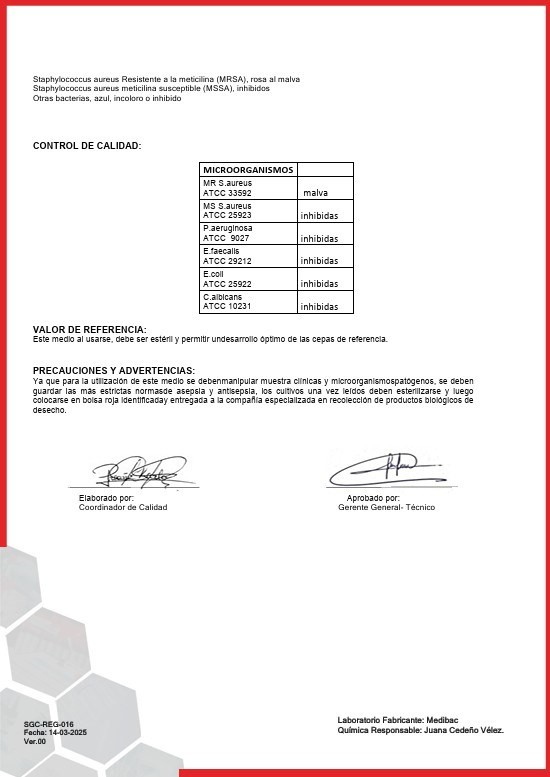 Staphylococcus aureus Resistente a la meticilina (MRSA), rosa al malva
Staphylococcus aureus meticilina susceptible (MSSA), inhibidos
Otras bacterias, azul, incoloro o inhibido
CONTROL DE CALIDAD:
MICROORGANISMOS
MR S.aureus
ATCC 33592 malva
MS S.aureus
ATCC 25923 inhibidas
P.aeruginosa
ATCC 9027 inhibidas
E.faecalis
ATCC 29212 inhibidas
E.coli
ATCC 25922 inhibidas
C.albicans
ATCC 10231 inhibidas
VALOR DE REFERENCIA:
Este medio al usarse, debe ser estéril y permitir undesarrollo óptimo de las cepas de referencia.
PRECAUCIONES Y ADVERTENCIAS:
Ya que para la utilización de este medio se debenmanipular muestra clínicas y microorganismospatógenos, se deben
guardar las más estrictas normasde asepsia y antisepsia, los cultivos una vez leídos deben esterilizarse y luego
colocarse en bolsa roja identificaday entregada a la compañía especializada en recolección de productos biológicos de
desecho.
Elaborado por:
Coordinador de Calidad
Aprobado por:
Gerente General- Técnico
SGC-REG-016
Fecha: 14-03-2025
Ver.00
Laboratorio Fabricante: Medibac
Química Responsable: Juana Cedeño Vélez.